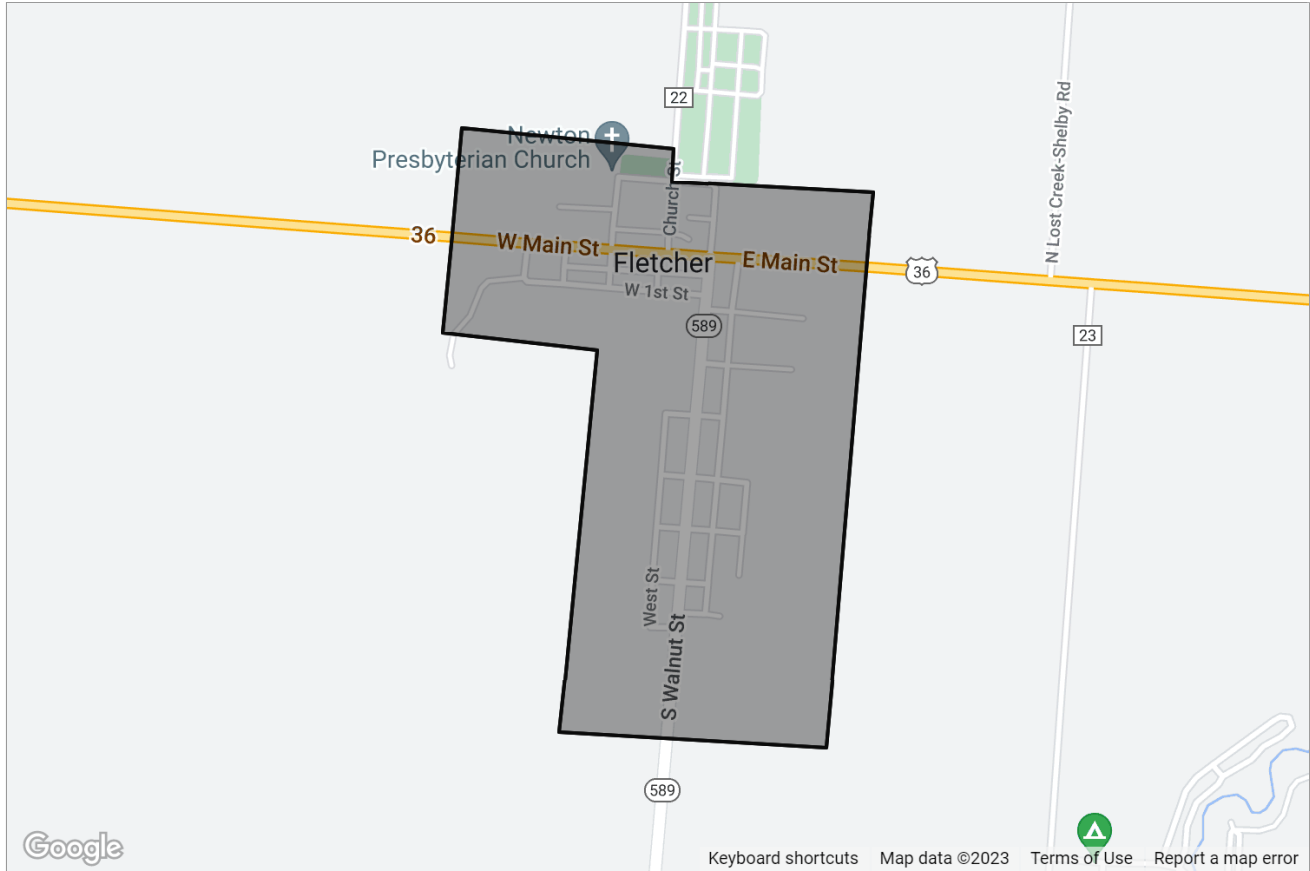 N Lost Creek-Shelby Rd
22
Newton
Presbyterian Church
Church St
36
W Main St
Fletcher
E Main St
36
W 1st St
589
23
West St
S Walnut St
589
Google
Keyboard shortcuts
Map data ©2023
Terms of Use
Report a map error